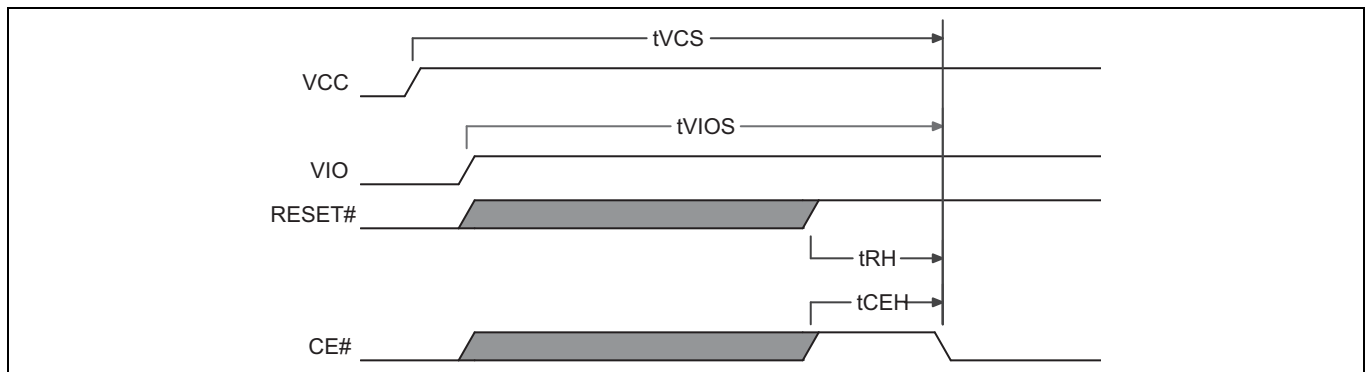 tVCS
VCC
tVIOS
VIO
RESET#
tRH
tCEH
CE#